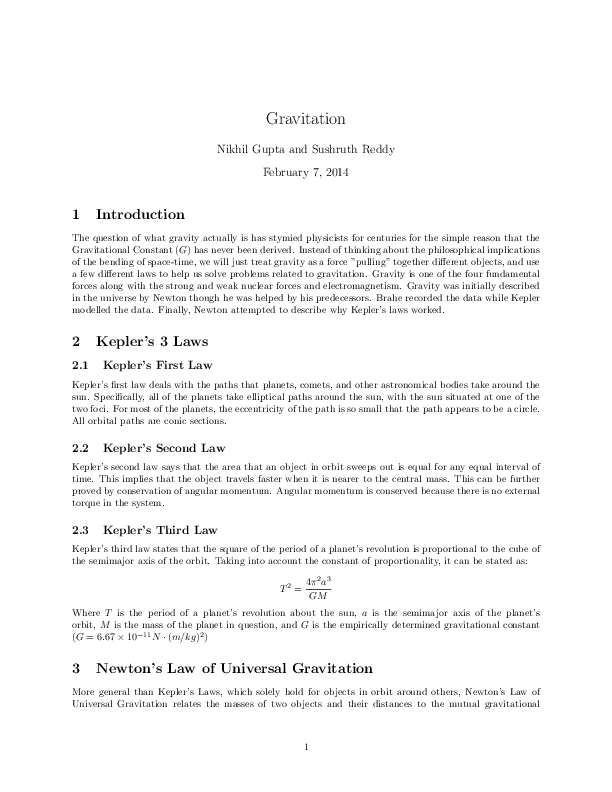 Gravitation
Nikhil Gupta and Sushruth Reddy
February 7, 2014
1 Introduction
The question of what gravity actually is has stymied physicists for centuries for the simple reason that the
Gravitational Constant (G) has never been derived. Instead of thinking about the philosophical implications
of the bending of space-time, we will just treat gravity as a force ”pulling” together different objects, and use
a few different laws to help us solve problems related to gravitation. Gravity is one of the four fundamental
forces along with the strong and weak nuclear forces and electromagnetism. Gravity was initially described
in the universe by Newton though he was helped by his predecessors. Brahe recorded the data while Kepler
modelled the data. Finally, Newton attempted to describe why Kepler's laws worked.
2 Kepler's 3 Laws
2.1 Kepler's First Law
Kepler's first law deals with the paths that planets, comets, and other astronomical bodies take around the
sun. Specifically, all of the planets take elliptical paths around the sun, with the sun situated at one of the
two foci. For most of the planets, the eccentricity of the path is so small that the path appears to be a circle.
All orbital paths are conic sections.
2.2 Kepler's Second Law
Kepler's second law says that the area that an object in orbit sweeps out is equal for any equal interval of
time. This implies that the object travels faster when it is nearer to the central mass. This can be further
proved by conservation of angular momentum. Angular momentum is conserved because there is no external
torque in the system.
2.3 Kepler's Third Law
Kepler's third law states that the square of the period of a planet's revolution is proportional to the cube of
the semimajor axis of the orbit. Taking into account the constant of proportionality, it can be stated as:
T² = 4π²a³ / GM
Where T is the period of a planet's revolution about the sun, a is the semimajor axis of the planet's
orbit, M is the mass of the planet in question, and G is the empirically determined gravitational constant
(G = 6.67 × 10⁻¹¹N · (m/kg)²)
3 Newton's Law of Universal Gravitation
More general than Kepler's Laws, which solely hold for objects in orbit around others, Newton's Law of
Universal Gravitation relates the masses of two objects and their distances to the mutual gravitational
1